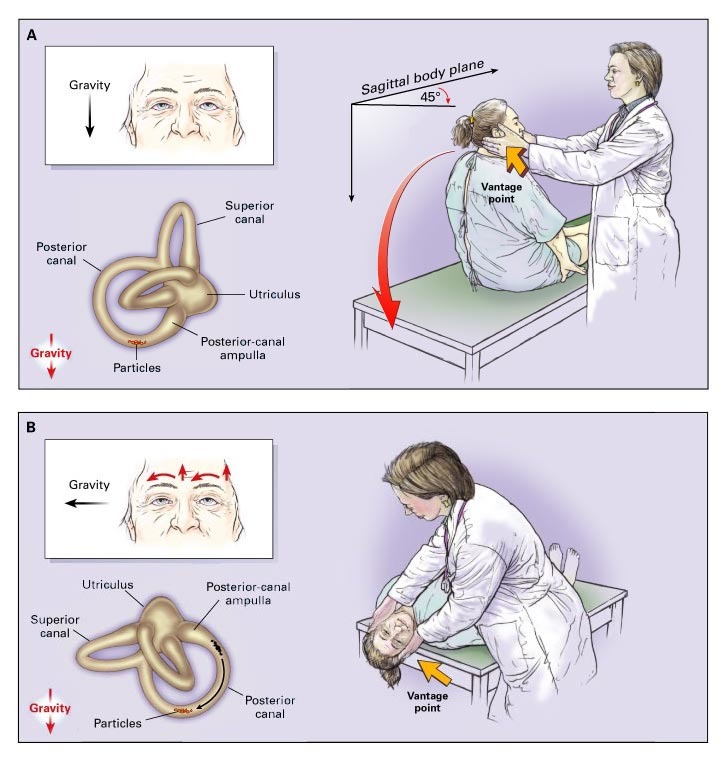 A
Gravity
Sagittal body plane
45°
Vantage
point
Superior
canal
Posterior
canal
Utriculus
Posterior-canal
ampulla
Gravity
Particles
B
Gravity
Utriculus
Posterior-canal
ampulla
Superior
canal
Posterior
canal
Gravity
Particles
Vantage
point